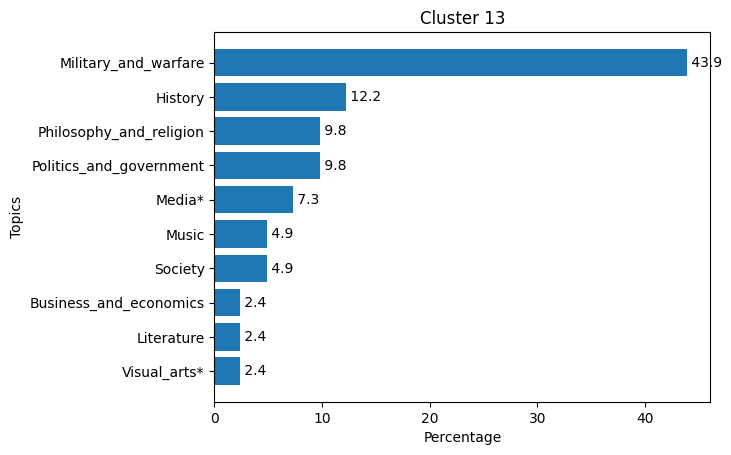 Cluster 13
Topics
Military_and_warfare 43.9
History 12.2
Philosophy_and_religion 9.8
Politics_and_government 9.8
Media* 7.3
Music 4.9
Society 4.9
Business_and_economics 2.4
Literature 2.4
Visual_arts* 2.4
0 10 20 30 40
Percentage